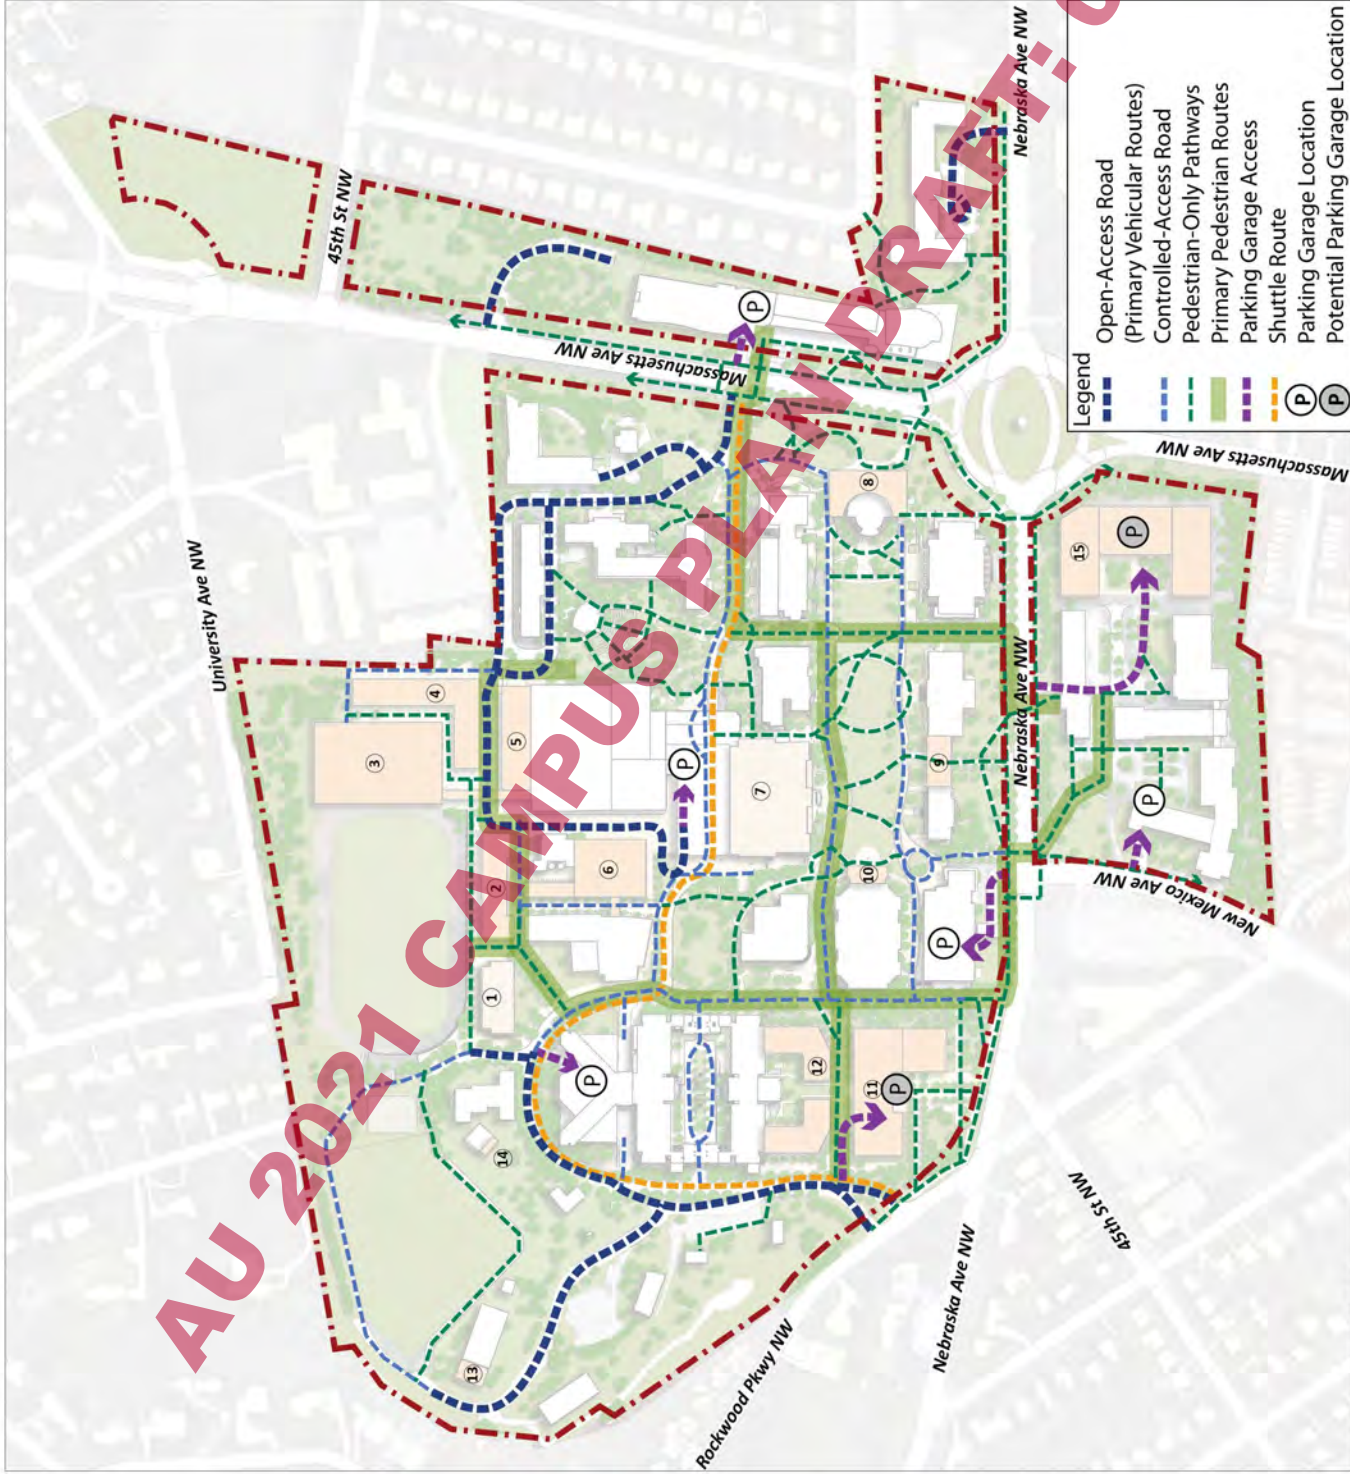 AU 2021 CAMPUS PLAN DRAFT:
45th St NW
Nebraska Ave NW
University Ave NW
Massachusetts Ave NW
Massachusetts Ave NW
Nebraska Ave NW
New Mexico Ave NW
45th St NW
Nebraska Ave NW
Rockwood Pkwy NW
1
2
3
4
5
6
7
8
9
10
11
12
13
14
15
P
P
P
P
P
P
P
Legend
Open-Access Road
(Primary Vehicular Routes)
Controlled-Access Road
Pedestrian-Only Pathways
Primary Pedestrian Routes
Parking Garage Access
Shuttle Route
P Parking Garage Location
P Potential Parking Garage Location